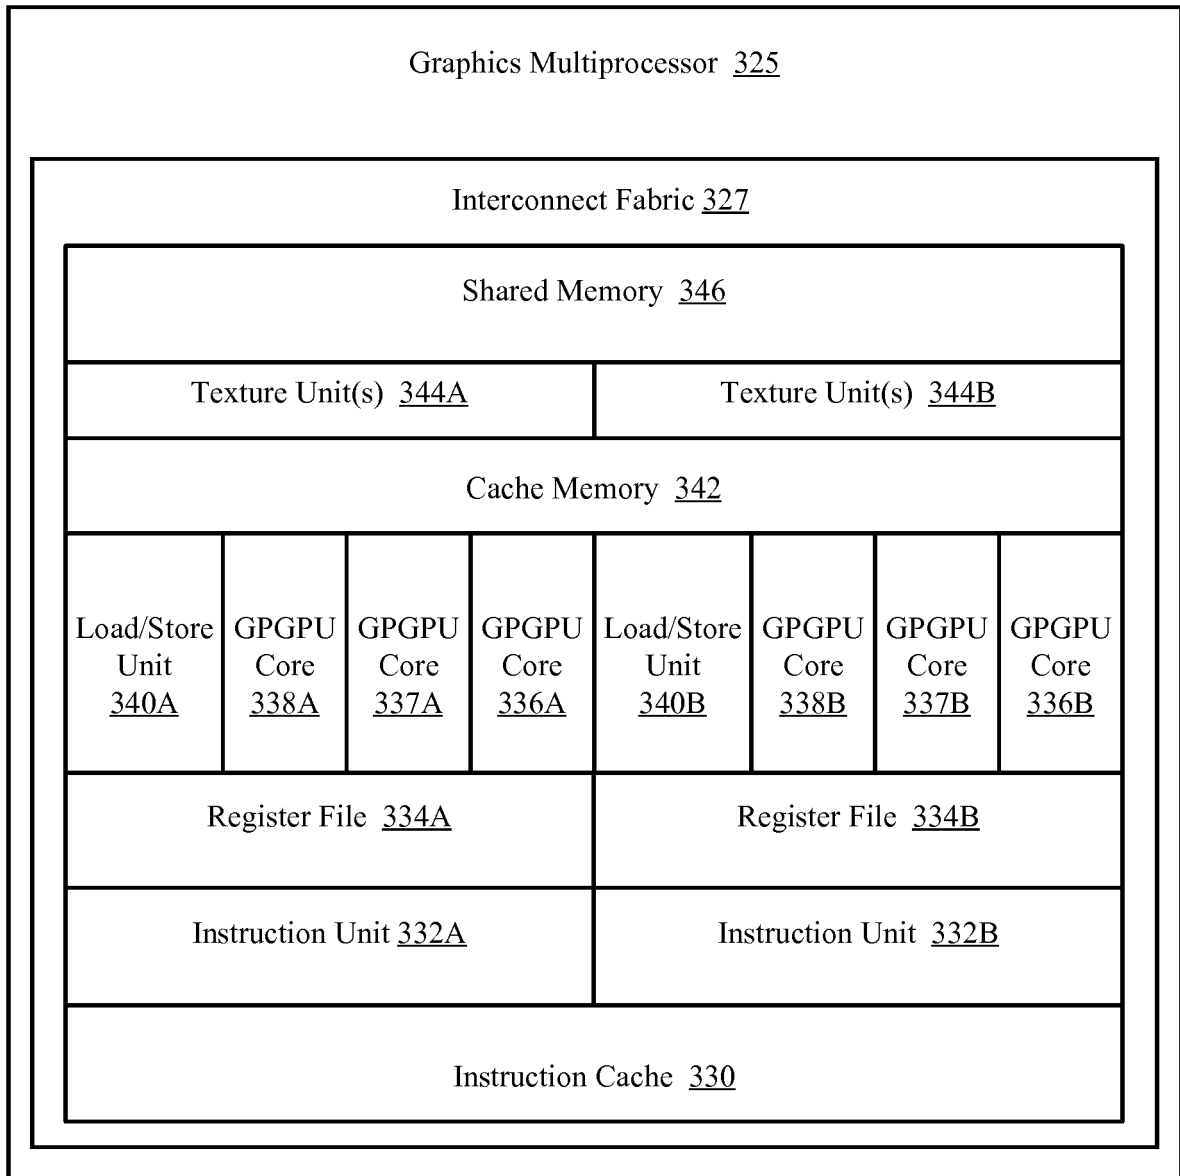 Graphics Multiprocessor 325
Interconnect Fabric 327
Shared Memory 346
Texture Unit(s) 344A
Texture Unit(s) 344B
Cache Memory 342
Load/Store
Unit
340A
GPGPU
Core
338A
GPGPU
Core
337A
GPGPU
Core
336A
Load/Store
Unit
340B
GPGPU
Core
338B
GPGPU
Core
337B
GPGPU
Core
336B
Register File 334A
Register File 334B
Instruction Unit 332A
Instruction Unit 332B
Instruction Cache 330